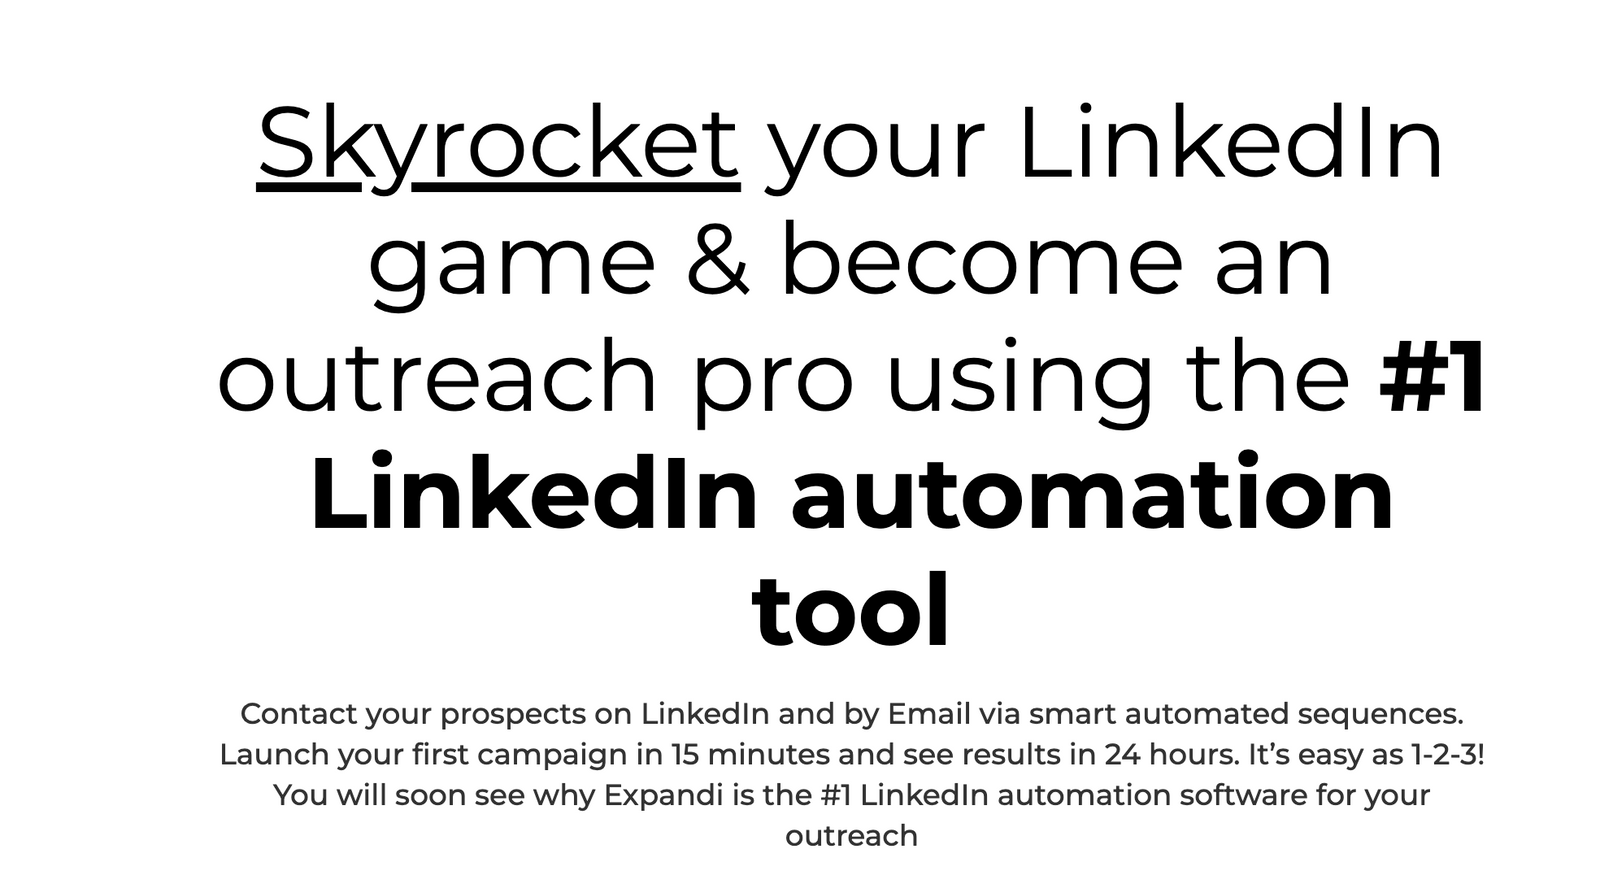 Skyrocket your LinkedIn
game & become an
outreach pro using the #1
LinkedIn automation
tool
Contact your prospects on LinkedIn and by Email via smart automated sequences.
Launch your first campaign in 15 minutes and see results in 24 hours. It’s easy as 1-2-3!
You will soon see why Expandi is the #1 LinkedIn automation software for your
outreach